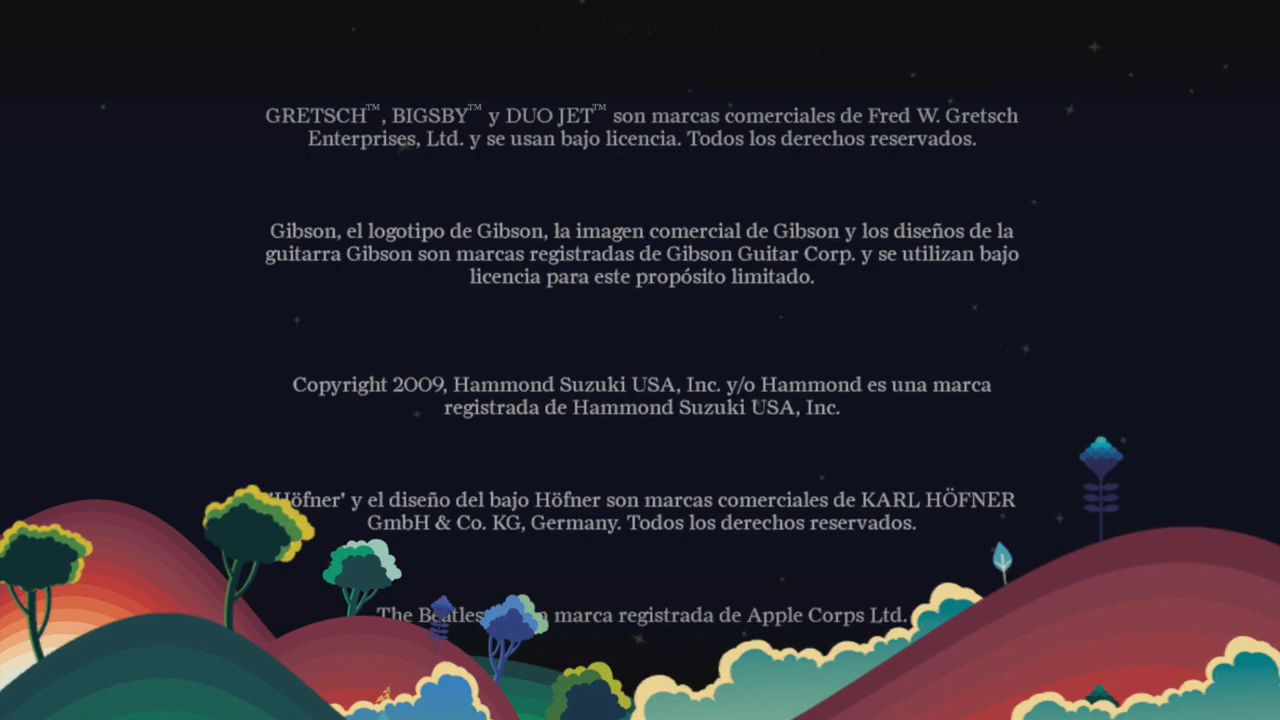 GRETSCH™, BIGSBY™ y DUO JET™ son marcas comerciales de Fred W. Gretsch
Enterprises, Ltd. y se usan bajo licencia. Todos los derechos reservados.
Gibson, el logotipo de Gibson, la imagen comercial de Gibson y los diseños de la
guitarra Gibson son marcas registradas de Gibson Guitar Corp. y se utilizan bajo
licencia para este propósito limitado.
Copyright 2009, Hammond Suzuki USA, Inc. y/o Hammond es una marca
registrada de Hammond Suzuki USA, Inc.
'Höfner' y el diseño del bajo Höfner son marcas comerciales de KARL HÖFNER
GmbH & Co. KG, Germany. Todos los derechos reservados.
The Beatles marca registrada de Apple Corps Ltd.